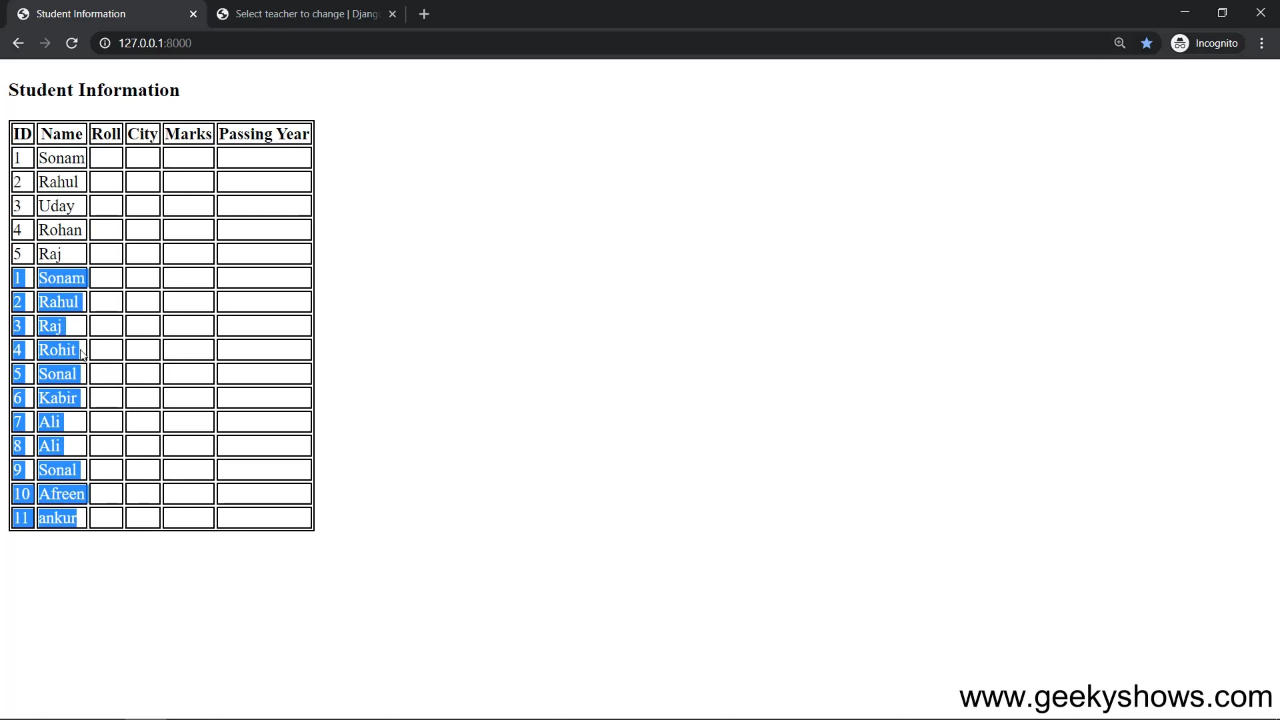 Student Information
Select teacher to change | Djang
127.0.0.1:8000
Incognito
Student Information
ID Name Roll City Marks Passing Year
1 Sonam
2 Rahul
3 Uday
4 Rohan
5 Raj
1 Sonam
2 Rahul
3 Raj
4 Rohit
5 Sonal
6 Kabir
7 Ali
8 Ali
9 Sonal
10 Afreen
11 ankur
www.geekyshows.com